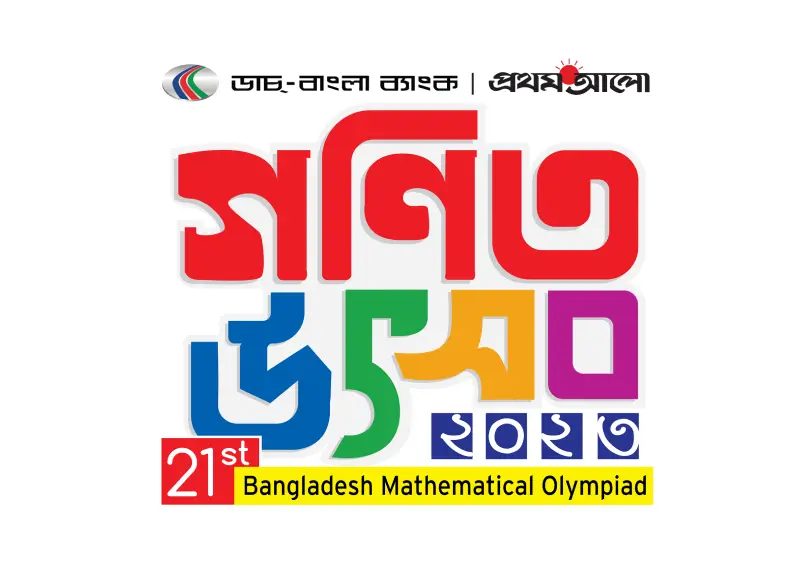 ডাচ্-বাংলা ব্যাংক | প্রথম আলো
গণিত
উৎসব
২০২৩
21st
Bangladesh Mathematical Olympiad